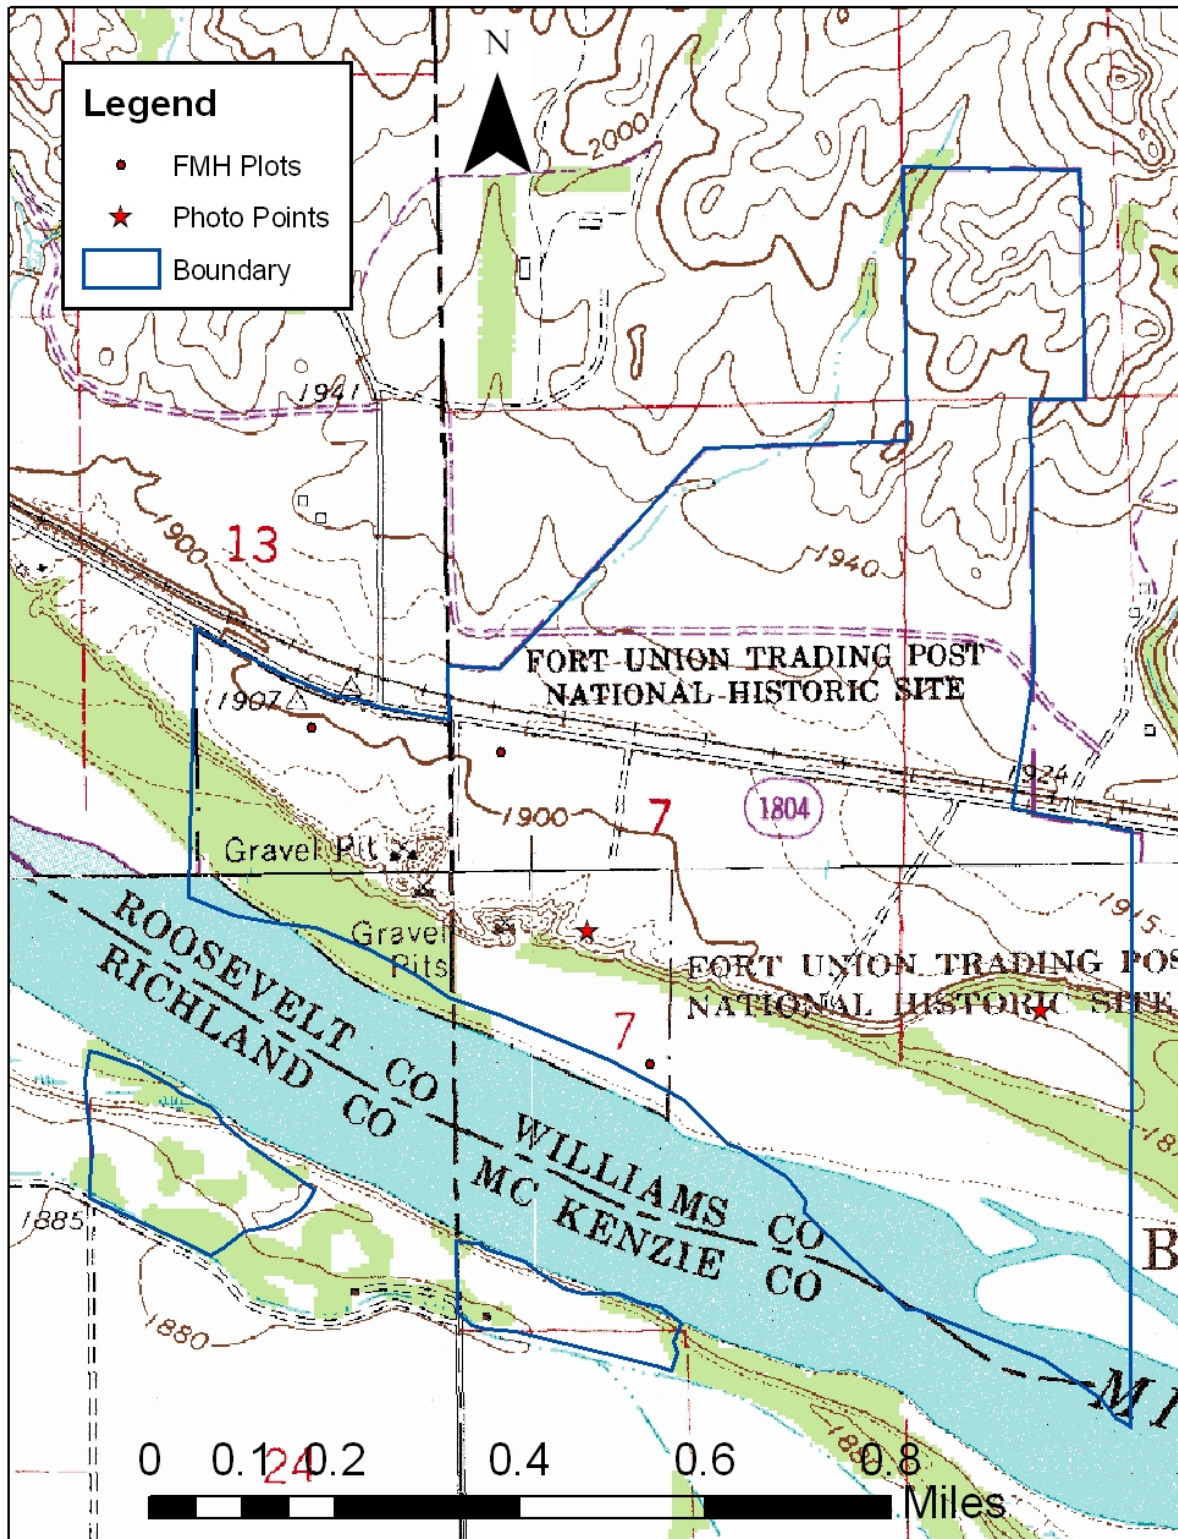 N
Legend
FMH Plots
Photo Points
Boundary
2000
1941
1900
13
1940
FORT UNION TRADING POST
NATIONAL HISTORIC SITE
1907
1924
1900
7
1804
Gravel Pit
1915
Gravel
Pits
FORT UNION TRADING POS
NATIONAL HISTORIC SITE
7
ROOSEVELT CO
RICHLAND CO
WILLIAMS CO
MC KENZIE CO
1885
B
1880
MI
24
0 0.1 0.2 0.4 0.6 0.8
Miles